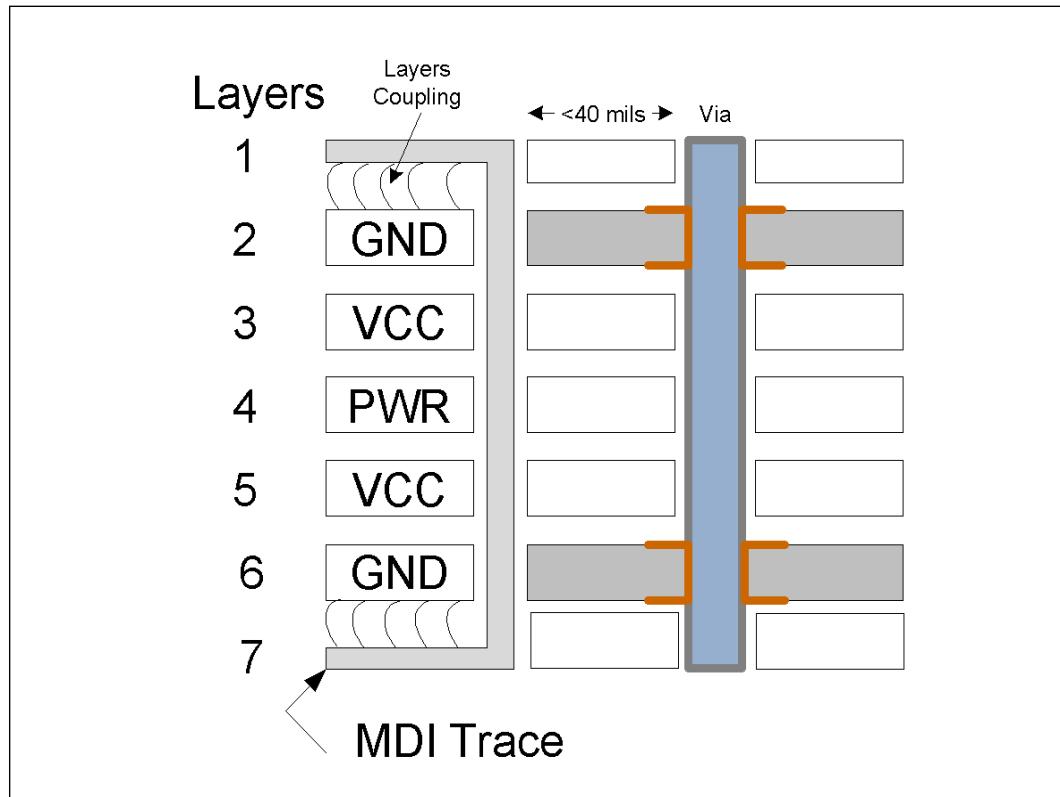 Layers
Coupling
Layers
<40 mils
Via
1
2
GND
3
VCC
4
PWR
5
VCC
6
GND
7
MDI Trace